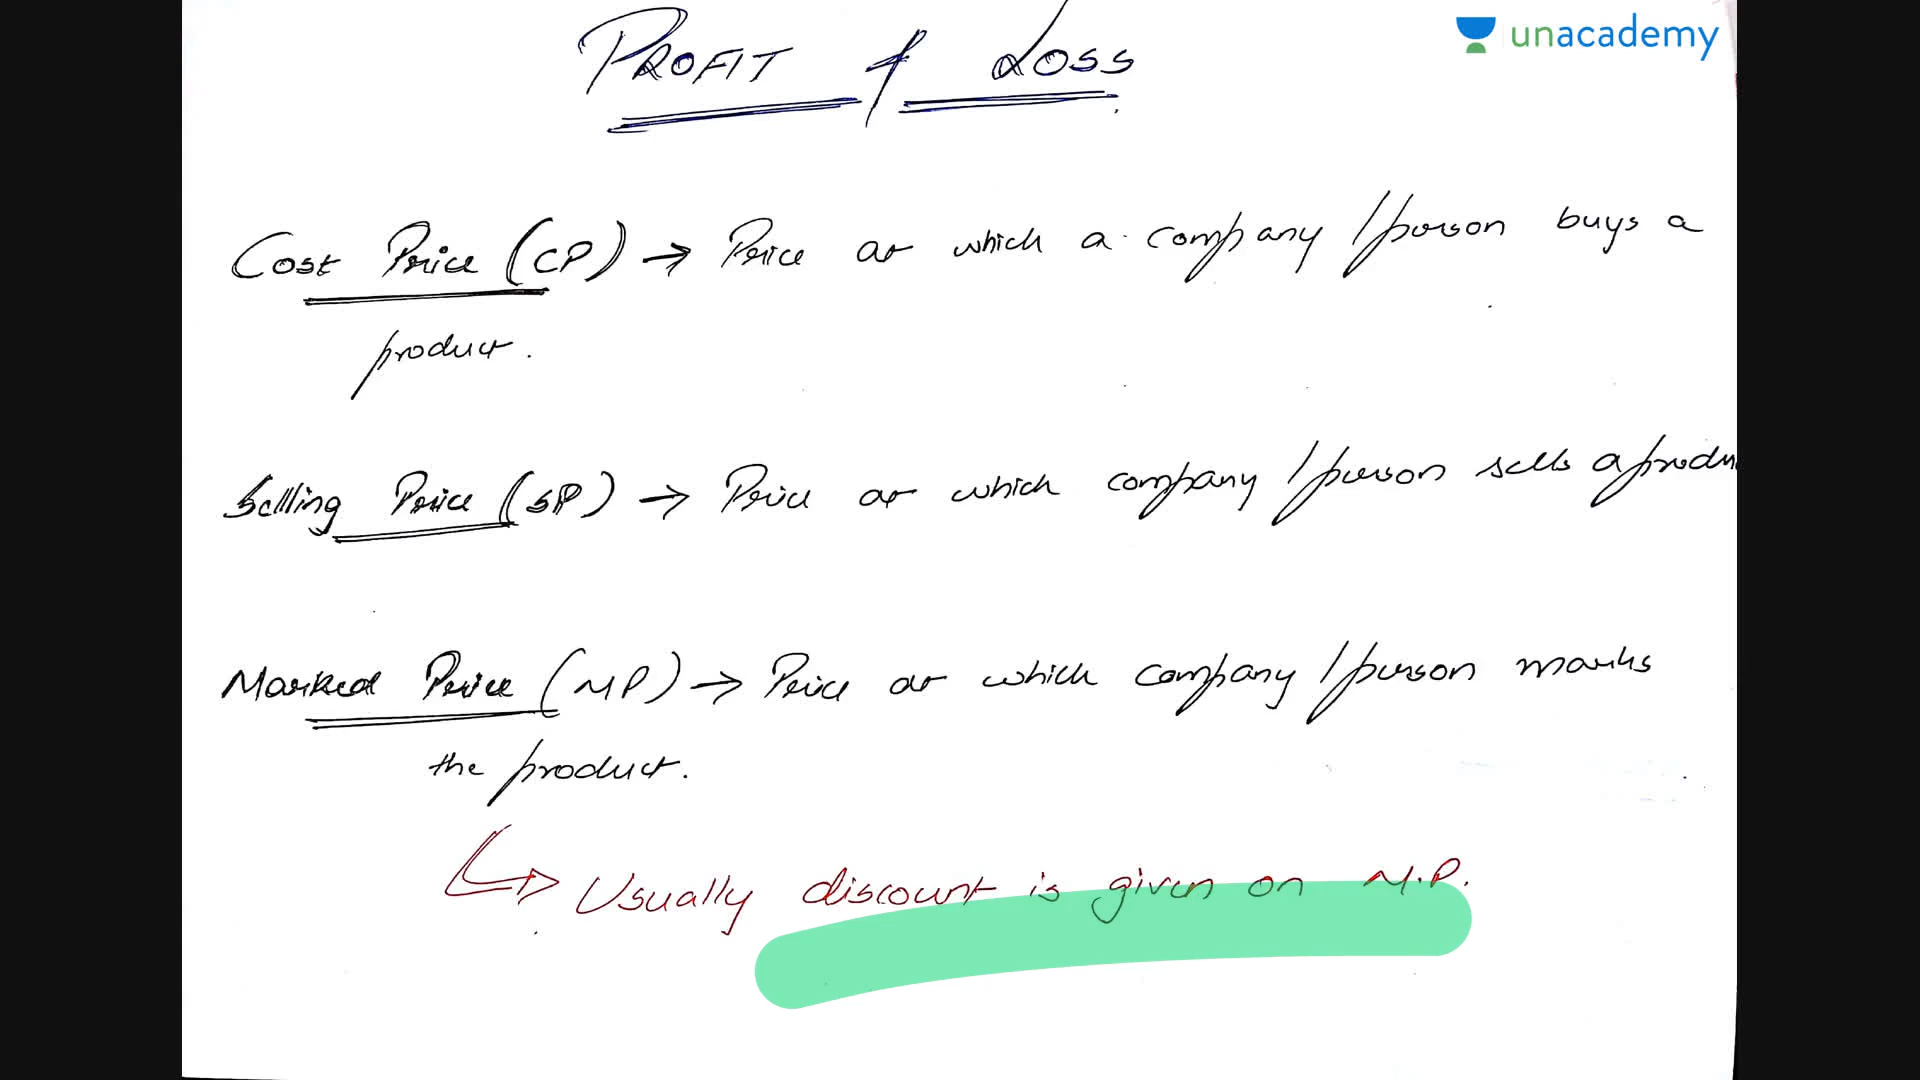 PROFIT & LOSS
unacademy
Cost Price (CP) → Price at which a company / person buys a
product.
Selling Price (SP) → Price at which company / person sells a produ
Marked Price (MP) → Price at which company / person marks
the product.
Usually discount is given on M.P.